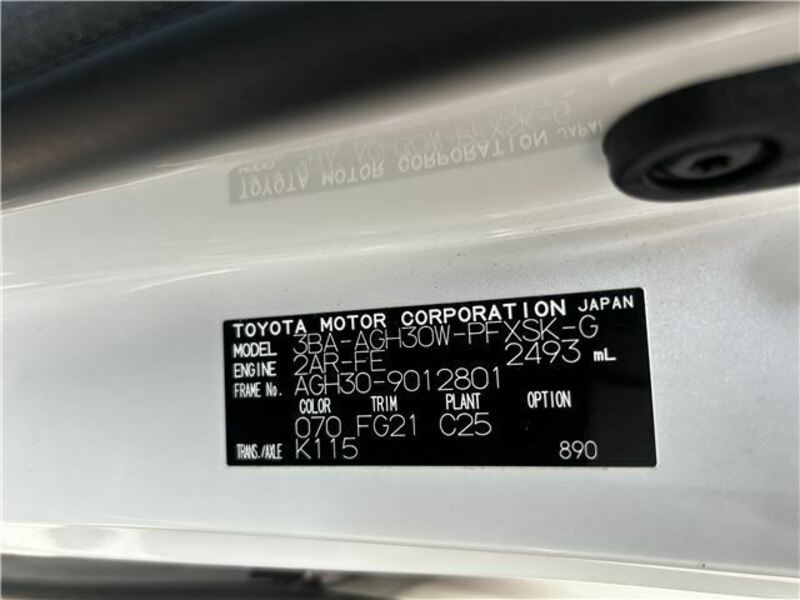 TOYOTA MOTOR CORPORATION JAPAN
MODEL 3BA-AGH30W-PFXSK-G
ENGINE 2AR-FE 2493 mL
FRAME No. AGH30-9012801
COLOR TRIM PLANT OPTION
070 FG21 C25
TRANS./AXLE K115 890